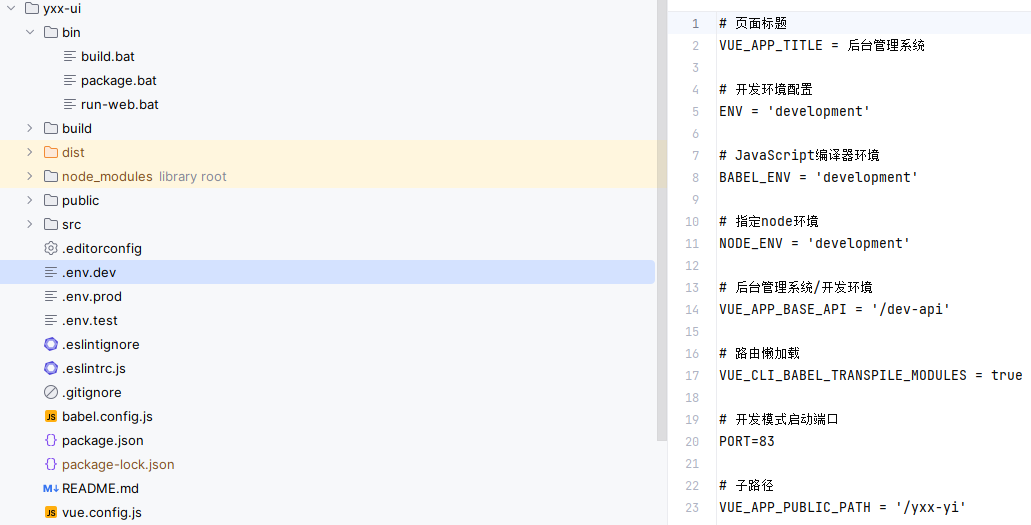 yxx-ui
bin
build.bat
package.bat
run-web.bat
build
dist
node_modules library root
public
src
.editorconfig
.env.dev
.env.prod
.env.test
.eslintignore
.eslintrc.js
.gitignore
JS babel.config.js
{} package.json
{} package-lock.json
M↓ README.md
JS vue.config.js
1 # 页面标题
2 VUE_APP_TITLE = 后台管理系统
3
4 # 开发环境配置
5 ENV = 'development'
6
7 # JavaScript编译器环境
8 BABEL_ENV = 'development'
9
10 # 指定node环境
11 NODE_ENV = 'development'
12
13 # 后台管理系统/开发环境
14 VUE_APP_BASE_API = '/dev-api'
15
16 # 路由懒加载
17 VUE_CLI_BABEL_TRANSPILE_MODULES = true
18
19 # 开发模式启动端口
20 PORT=83
21
22 # 子路径
23 VUE_APP_PUBLIC_PATH = '/yxx-yi'